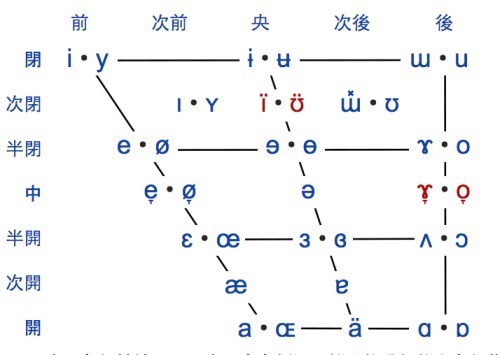 前 次前 央 次後 後
閉 i • y ɨ • ʉ ɯ • u
次閉 ɪ • ʏ ï • ʊ̈ ɯ̽ • ʊ
半閉 e • ø ɘ • ɵ ɤ • o
中 e̞ • ø̞ ə ɤ̞ • o̞
半開 ɛ • œ ɜ • ɞ ʌ • ɔ
次開 æ ɐ
開 a • ɶ ä ɑ • ɒ